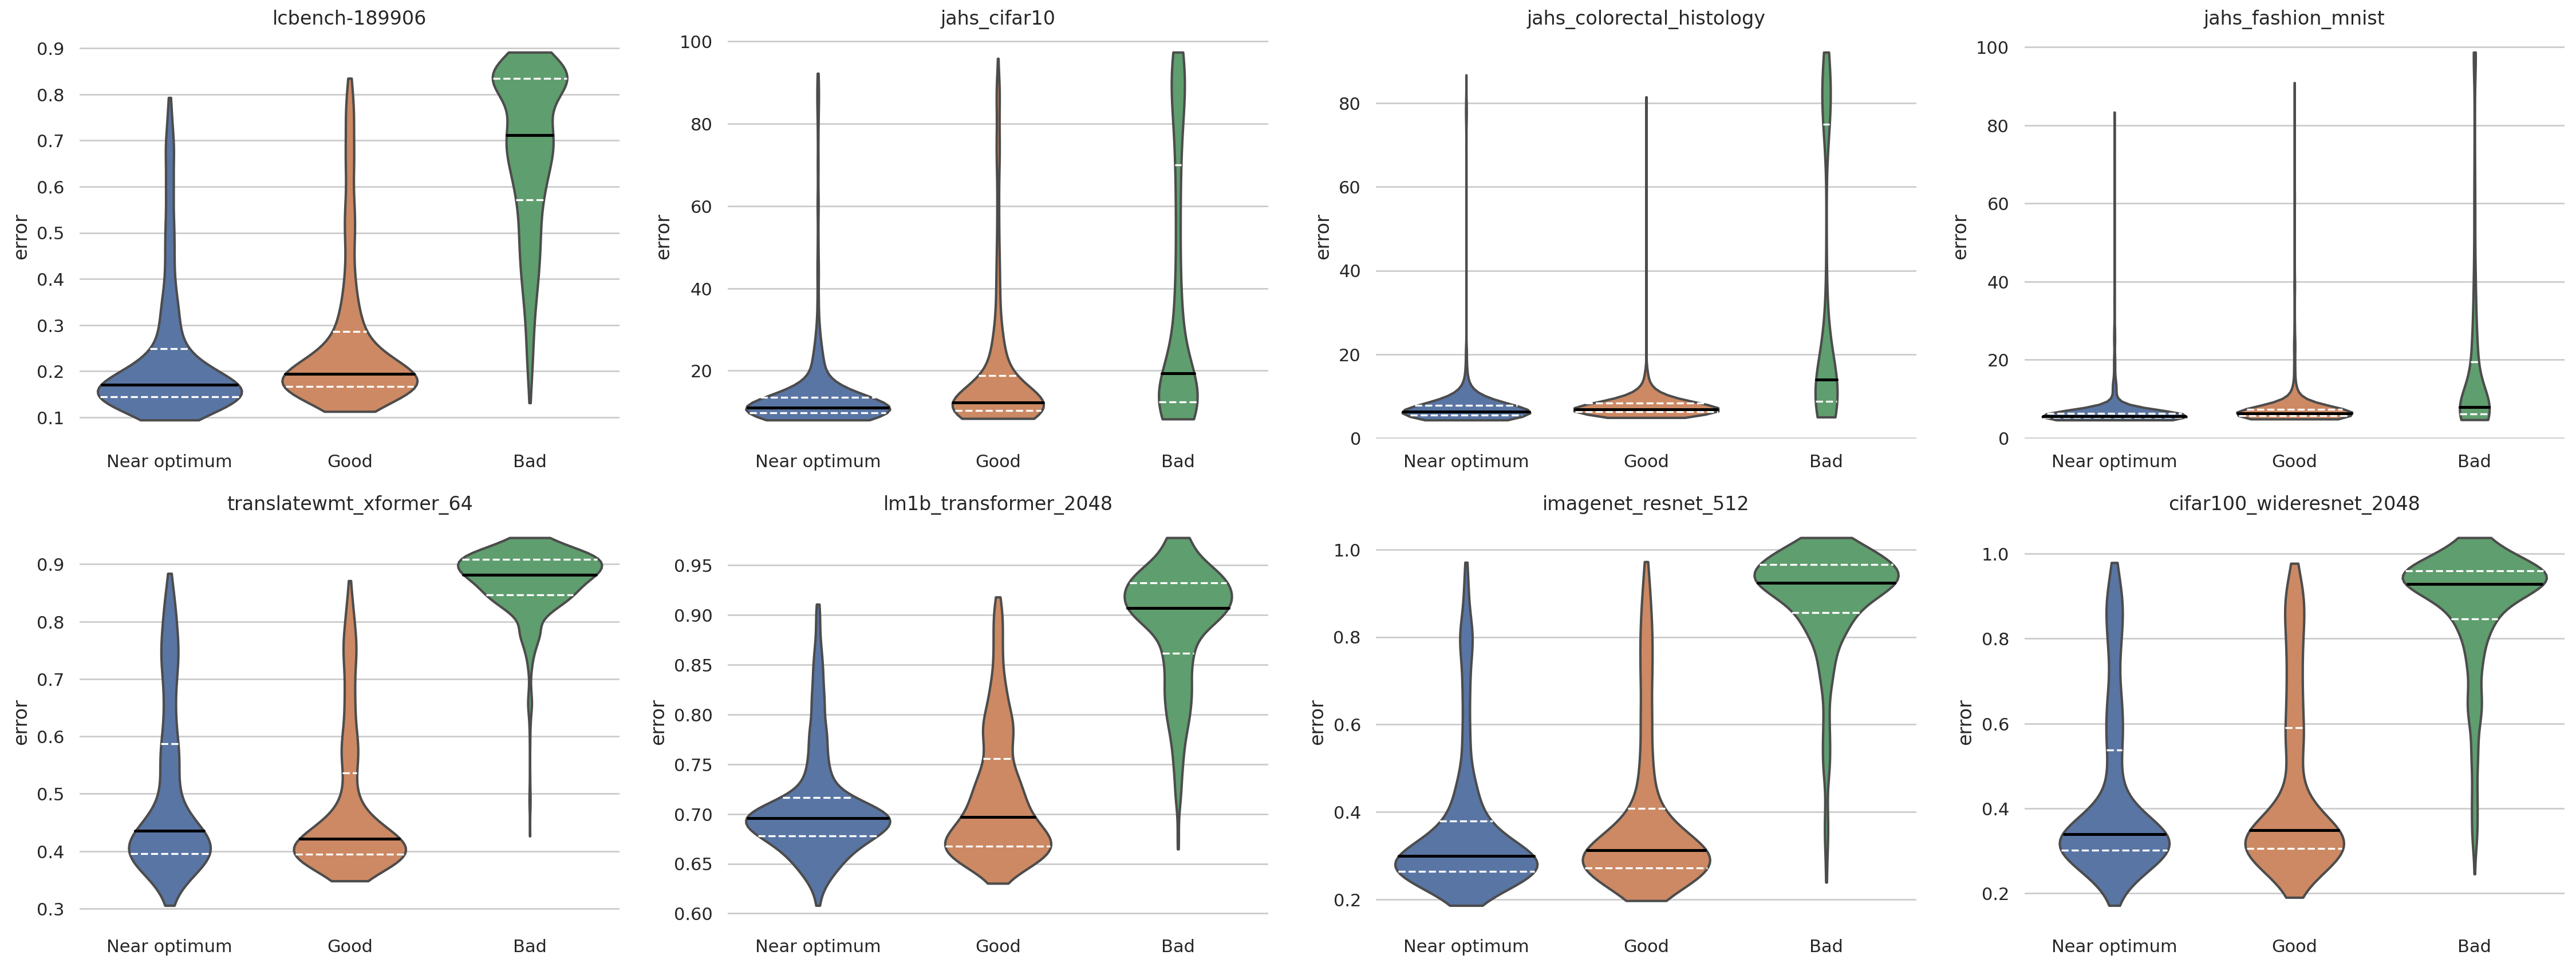 lcbench-189906
error
0.9
0.8
0.7
0.6
0.5
0.4
0.3
0.2
0.1
Near optimum Good Bad
jahs_cifar10
error
100
80
60
40
20
Near optimum Good Bad
jahs_colorectal_histology
error
80
60
40
20
0
Near optimum Good Bad
jahs_fashion_mnist
error
100
80
60
40
20
0
Near optimum Good Bad
translatewmt_xformer_64
error
0.9
0.8
0.7
0.6
0.5
0.4
0.3
Near optimum Good Bad
lm1b_transformer_2048
error
0.95
0.90
0.85
0.80
0.75
0.70
0.65
0.60
Near optimum Good Bad
imagenet_resnet_512
error
1.0
0.8
0.6
0.4
0.2
Near optimum Good Bad
cifar100_wideresnet_2048
error
1.0
0.8
0.6
0.4
0.2
Near optimum Good Bad